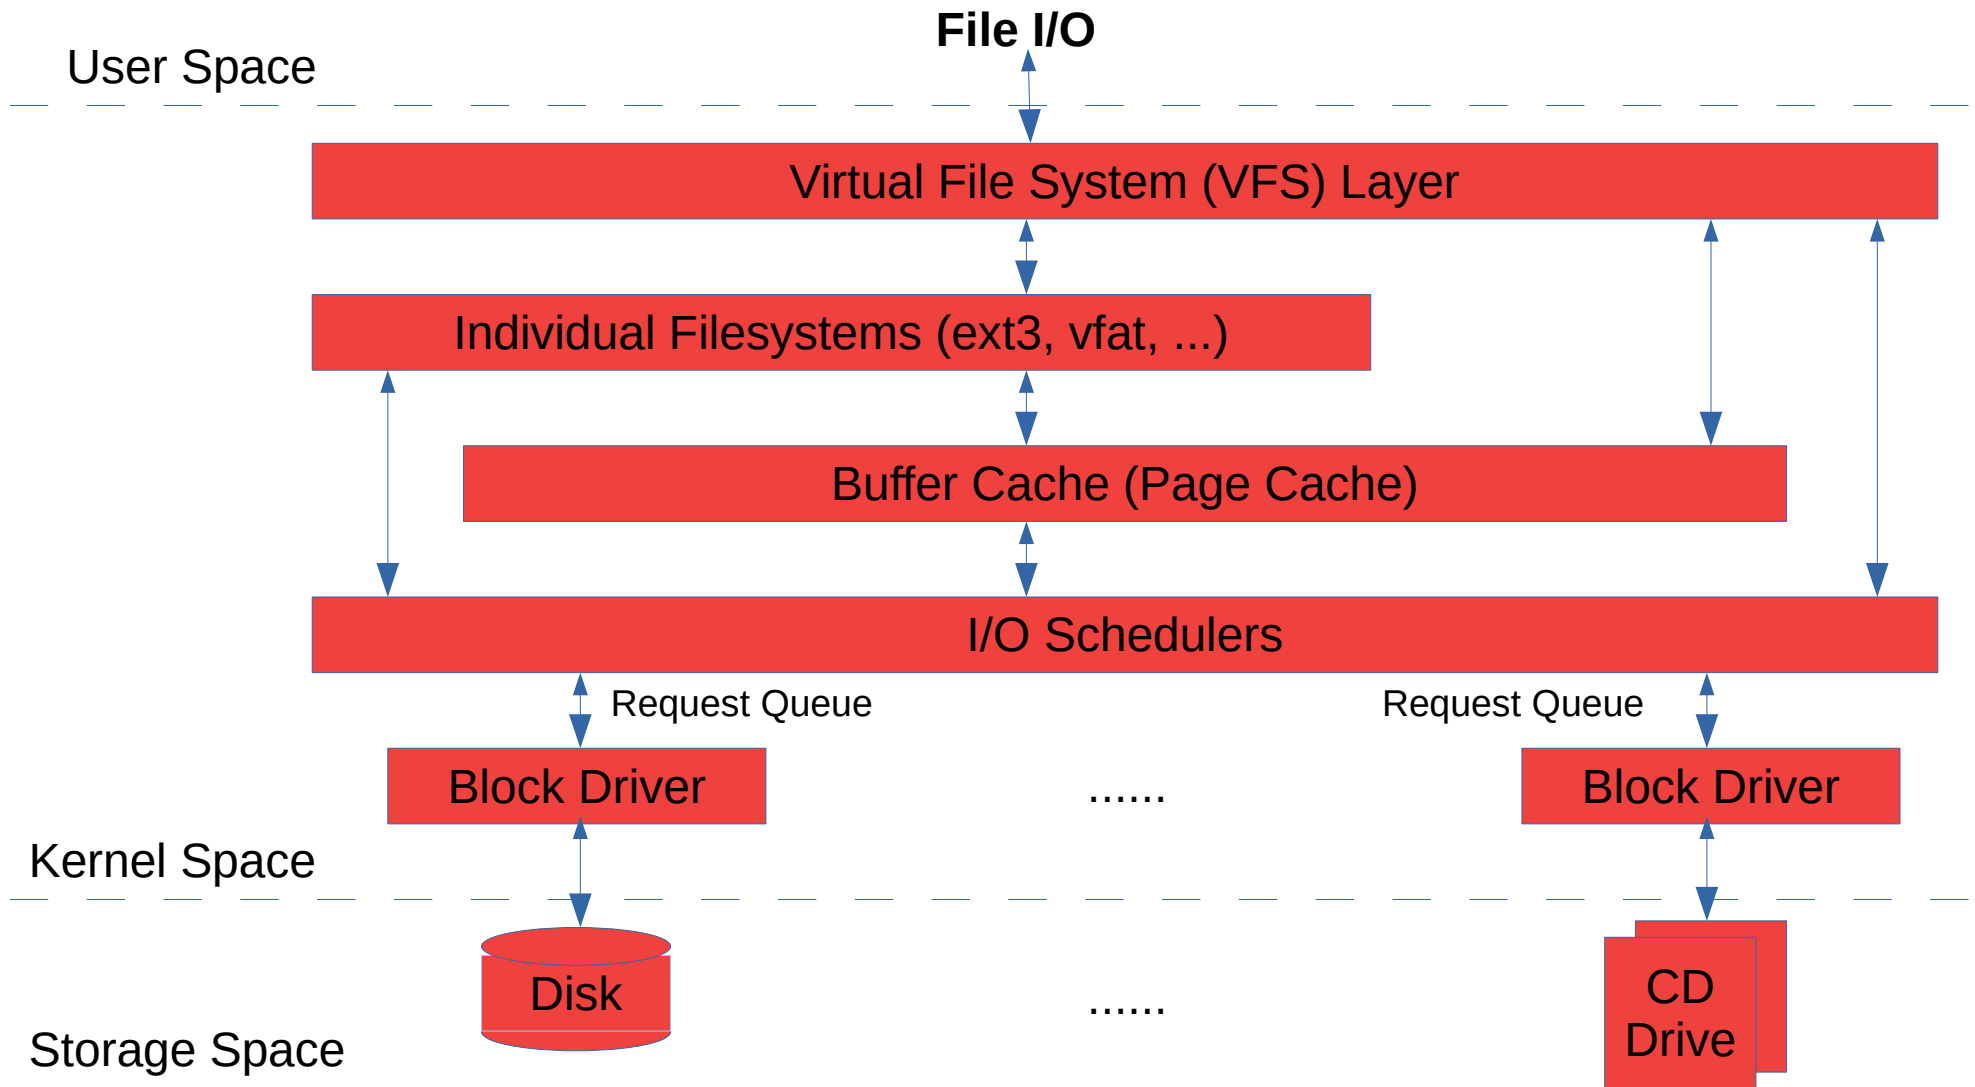 File I/O
User Space
Virtual File System (VFS) Layer
Individual Filesystems (ext3, vfat, ...)
Buffer Cache (Page Cache)
I/O Schedulers
Request Queue
Request Queue
Block Driver
......
Block Driver
Kernel Space
Disk
......
CD
Drive
Storage Space